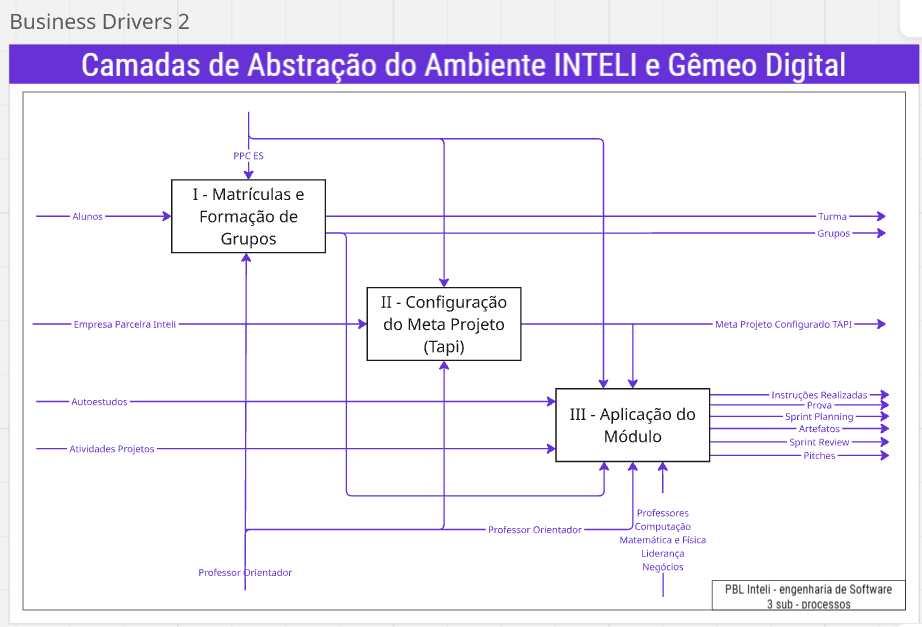 Business Drivers 2
Camadas de Abstração do Ambiente INTELI e Gêmeo Digital
PPC ES
I - Matrículas e
Formação de
Grupos
Alunos
Turma
Grupos
II - Configuração
do Meta Projeto
(Tapi)
Empresa Parceira Inteli
Meta Projeto Configurado TAPI
Autoestudos
Atividades Projetos
III - Aplicação do
Módulo
Instruções Realizadas
Prova
Sprint Planning
Artefatos
Sprint Review
Pitches
Professor Orientador
Professores
Computação
Matemática e Física
Liderança
Negócios
Professor Orientador
PBL Inteli - engenharia de Software
3 sub - processos